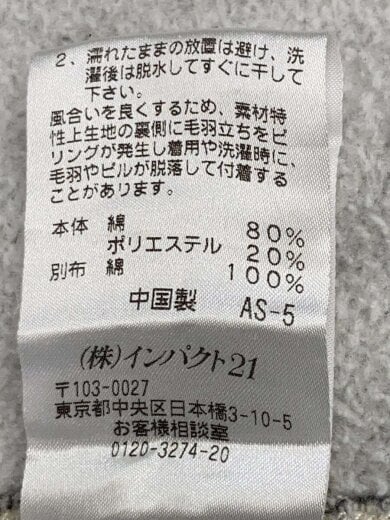 2、濡れたままの放置は避け、洗
濯後は脱水してすぐに干して
下さい。
風合いを良くするため、素材特
性上生地の裏側に毛羽立ちをピ
リングが発生し着用や洗濯時に、
毛羽やピルが脱落して付着する
ことがあります。
本体 綿 80%
ポリエステル 20%
別布 綿 100%
中国製 AS-5
(株)インパクト21
〒103-0027
東京都中央区日本橋3-10-5
お客様相談室
0120-3274-20